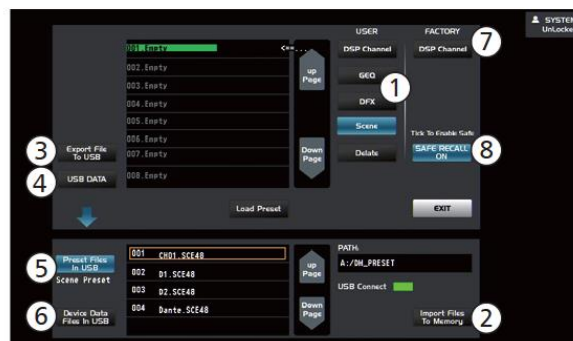 SYSTEM
UnLocke
USER
FACTORY
001.Empty <==...
up Page
DSP Channel
DSP Channel
7
002.Empty
GEQ
1
003.Empty
DFX
004.Empty
005.Empty
Scene
Tick To Enable Safe
006.Empty
3
Export File To USB
007.Empty
Down Page
Delate
SAFE RECALL ON
8
4
USB DATA
008.Empty
Load Preset
EXIT
5
Preset Files In USB
Scene Preset
001 CH01.SCE48
up Page
PATH:
A:/DM_PRESET
002 D1.SCE48
003 D2.SCE48
USB Connect
6
Device Data Files In USB
004 Dante.SCE48
Down Page
Import Files To Memory
2